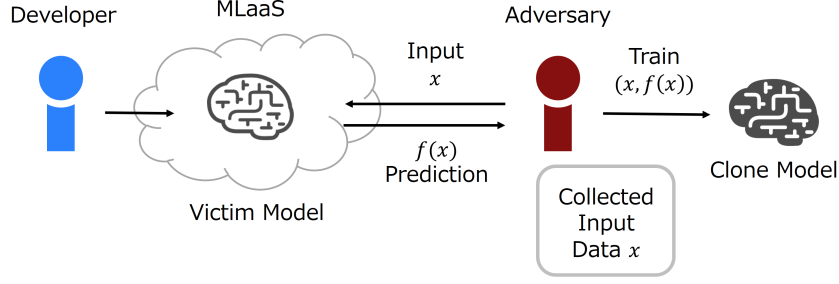 Developer
MLaaS
Adversary
Input
x
Train
(x, f(x))
f(x)
Prediction
Victim Model
Clone Model
Collected
Input
Data x